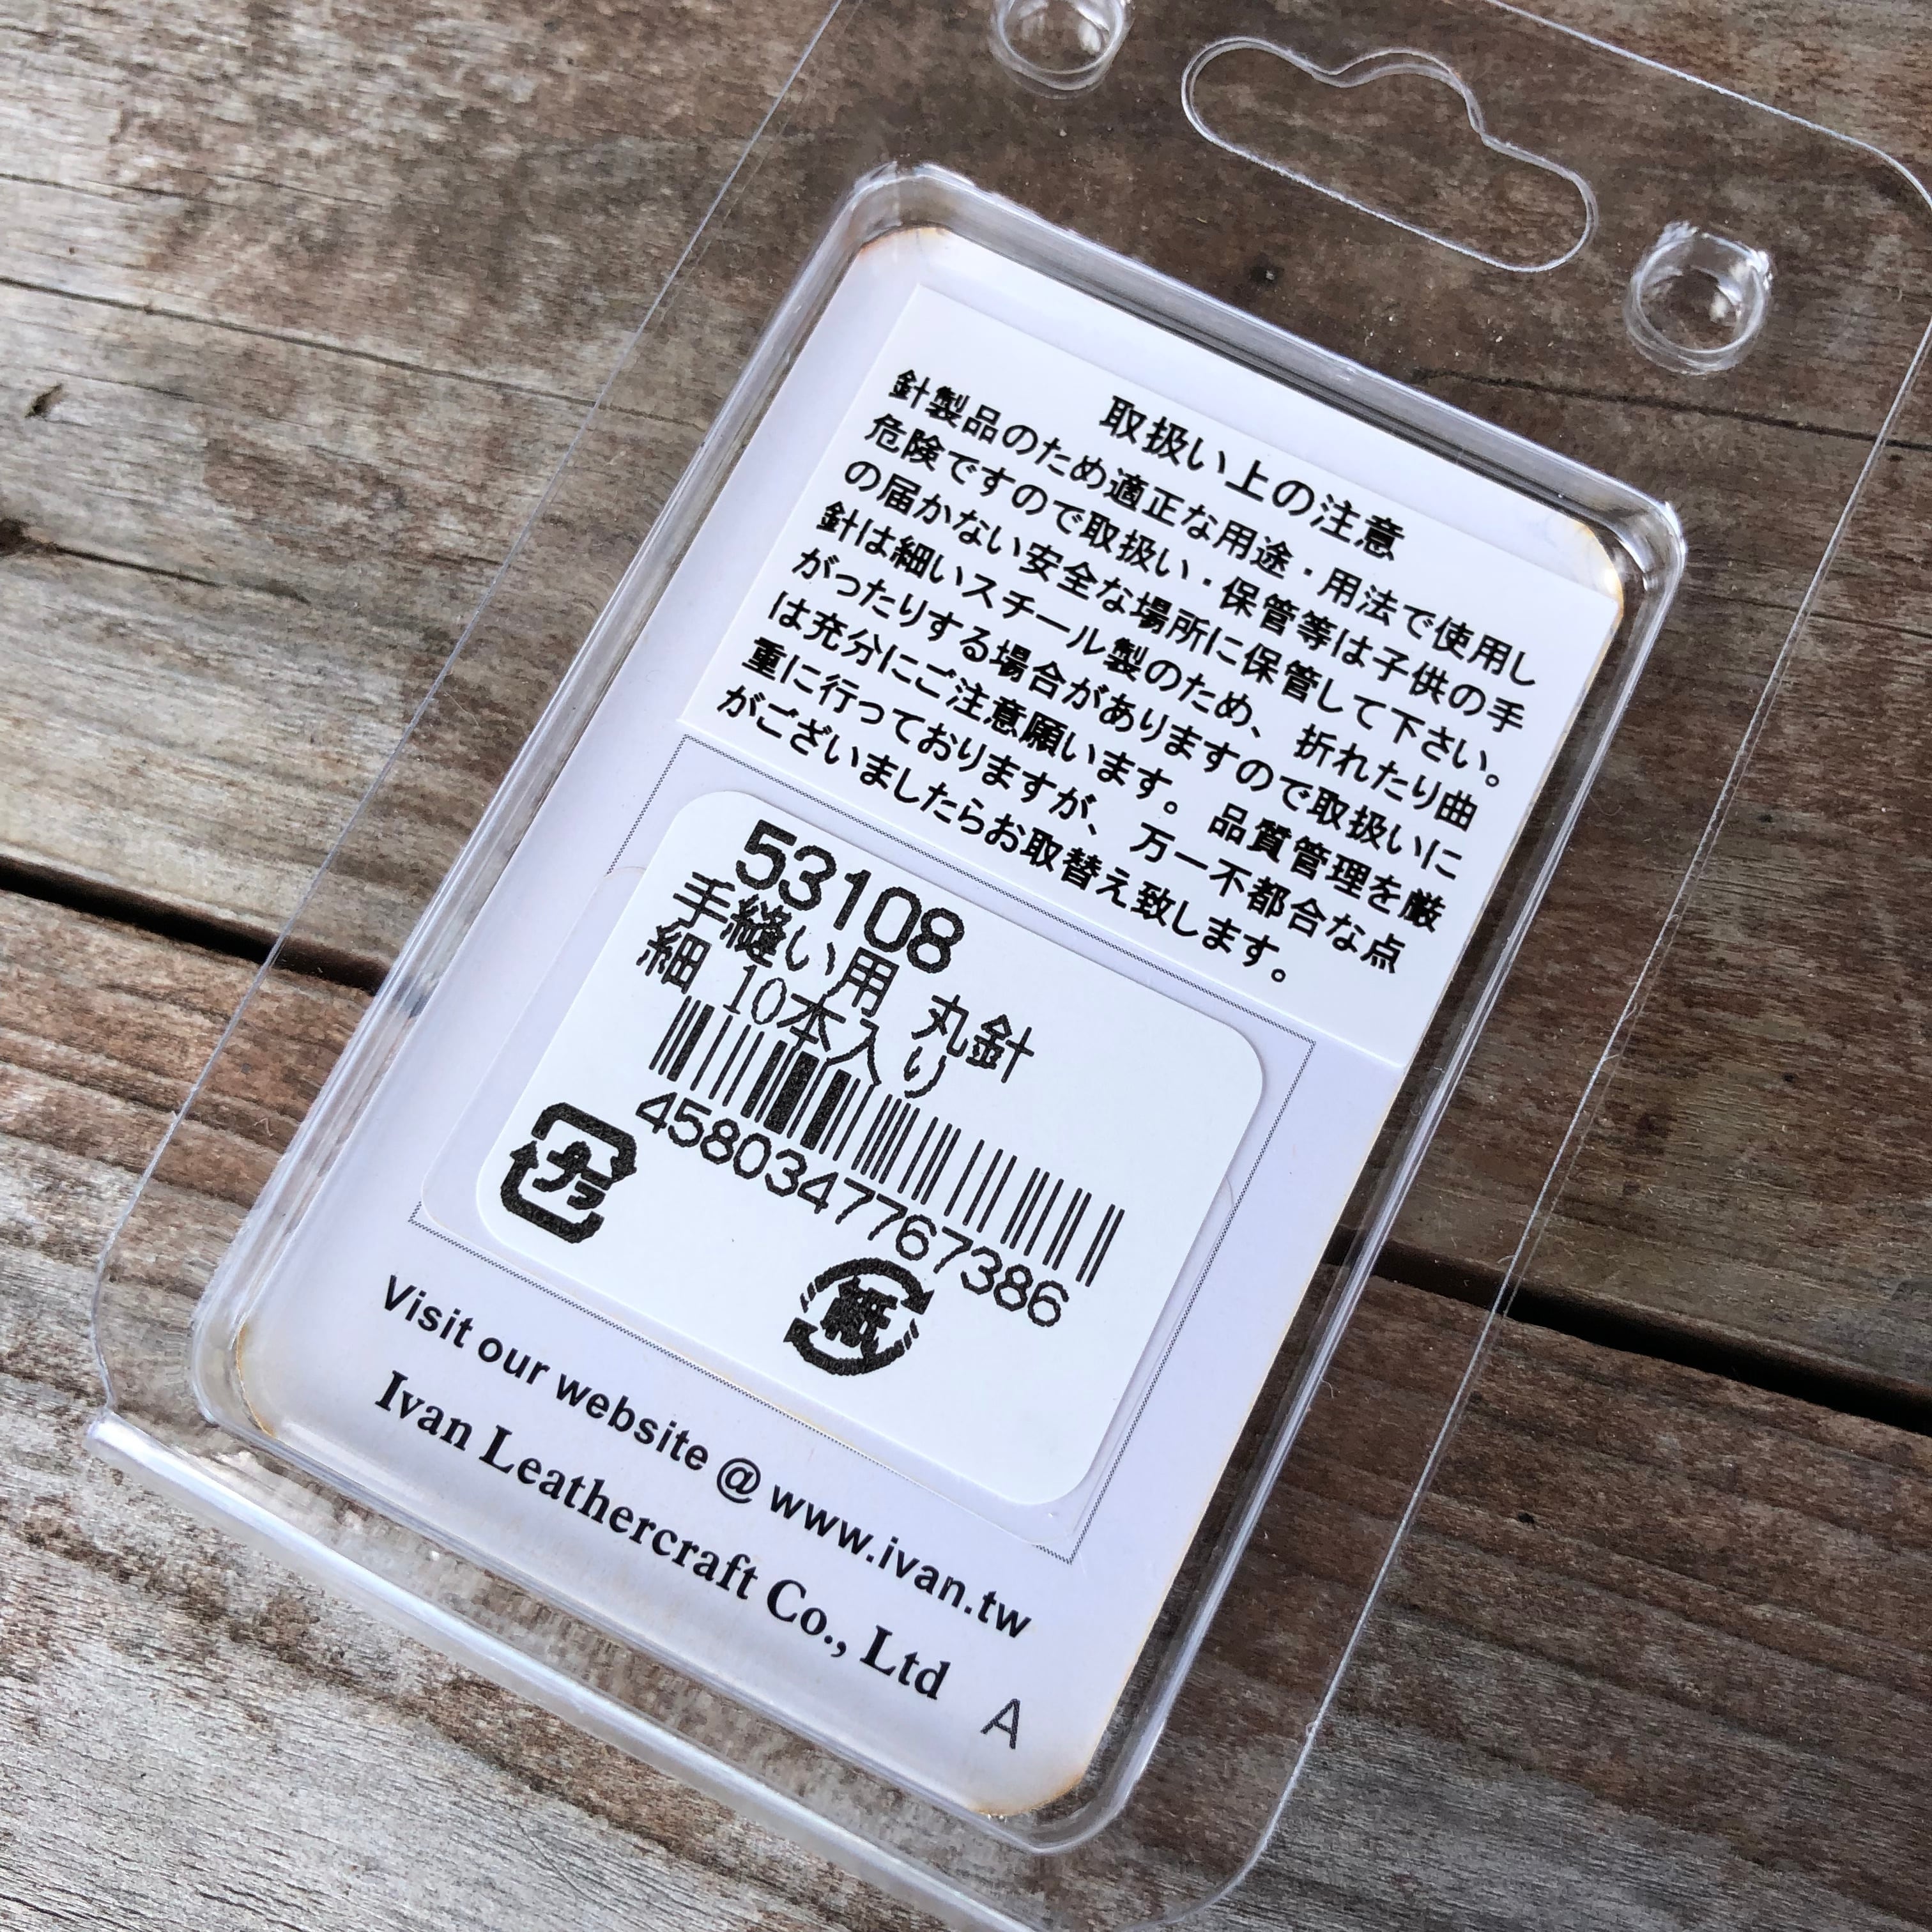 取扱い上の注意
針製品のため適正な用途・用法で使用し
危険ですので取扱い・保管等は子供の手
の届かない安全な場所に保管して下さい。
針は細いスチール製のため、折れたり曲
がったりする場合がありますので取扱いに
は充分にご注意願います。品質管理を厳
重に行っておりますが、万一不都合な点
がございましたらお取替え致します。
53108
手縫い用 丸針
細 10本入り
4580347767386
プラ
紙
Visit our website @ www.ivan.tw
Ivan Leathercraft Co., Ltd
A